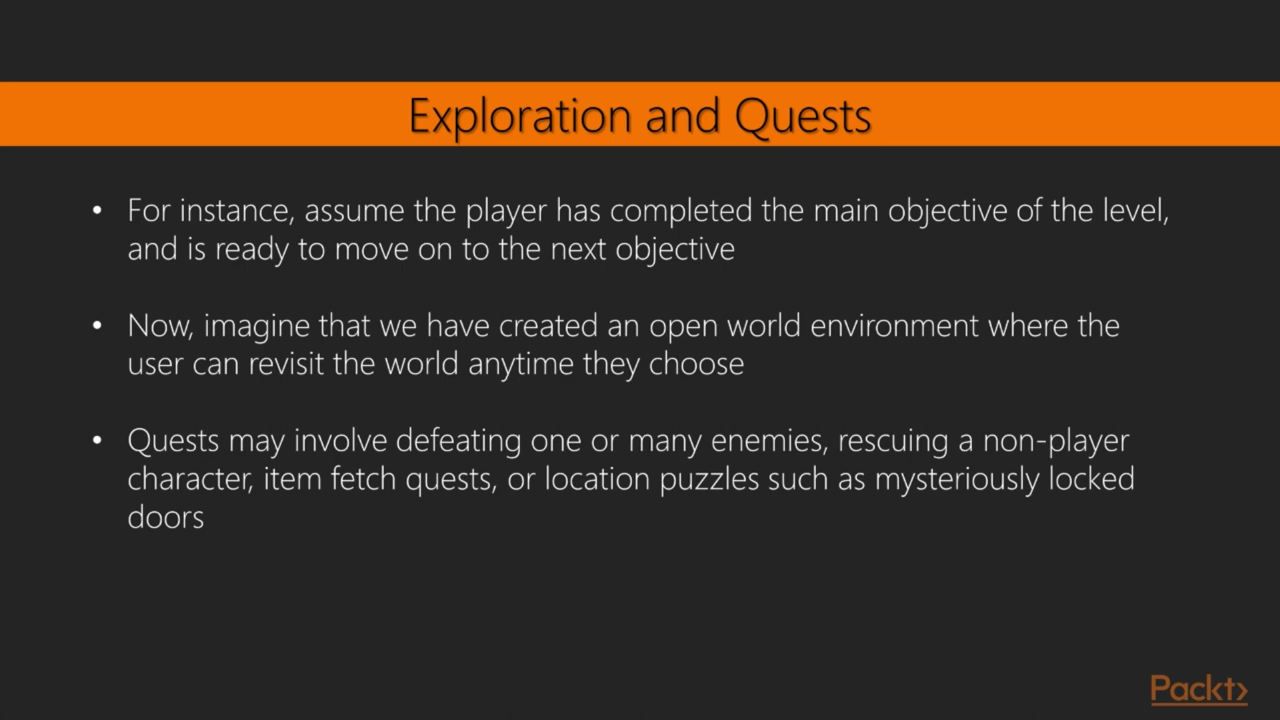 Exploration and Quests
• For instance, assume the player has completed the main objective of the level,
and is ready to move on to the next objective
• Now, imagine that we have created an open world environment where the
user can revisit the world anytime they choose
• Quests may involve defeating one or many enemies, rescuing a non-player
character, item fetch quests, or location puzzles such as mysteriously locked
doors
Packt>